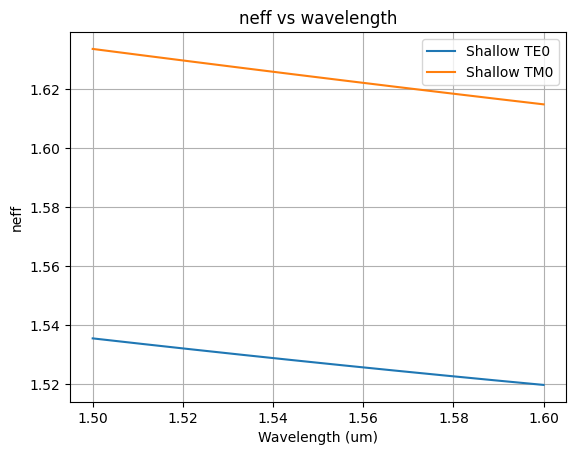 neff vs wavelength
Shallow TE0
Shallow TM0
neff
1.62
1.60
1.58
1.56
1.54
1.52
1.50
1.52
1.54
1.56
1.58
1.60
Wavelength (um)